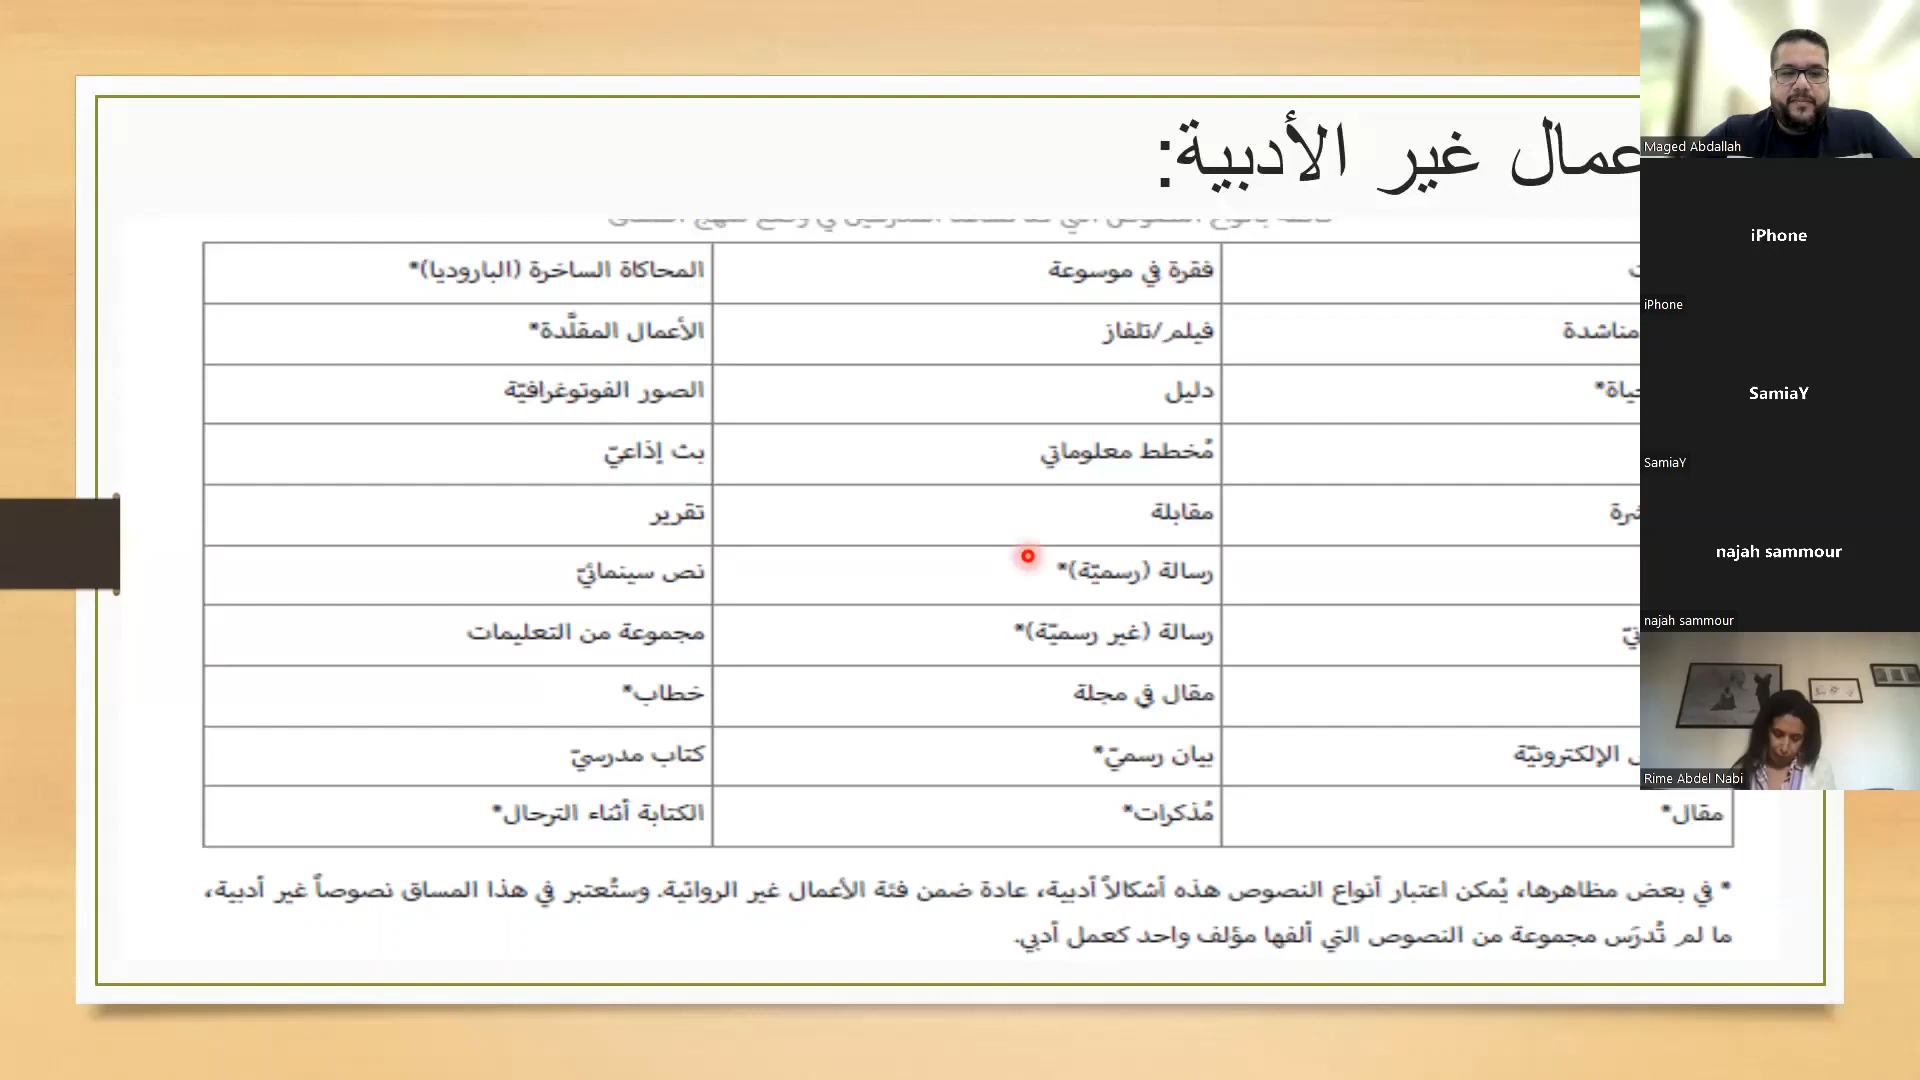 غير الأدبية:
فقرة في موسوعة
المحاكاة الساخرة (الباروديا)*
مناشدة
فيلم/تلفاز
الأعمال المقلَّدة*
دليل
الصور الفوتوغرافيّة
مُخطط معلوماتي
بث إذاعيّ
مقابلة
تقرير
رسالة (رسميّة)*
نص سينمائيّ
رسالة (غير رسميّة)*
مجموعة من التعليمات
مقال في مجلة
خطاب*
الإلكترونيّة
بيان رسميّ*
كتاب مدرسيّ
مقال*
مُذكرات*
الكتابة أثناء الترحال*
* في بعض مظاهرها، يُمكن اعتبار أنواع النصوص هذه أشكالاً أدبية، عادة ضمن فئة الأعمال غير الروائية. وستُعتبر في هذا المساق نصوصاً غير أدبية،
ما لم تُدرَس مجموعة من النصوص التي ألفها مؤلف واحد كعمل أدبي.
Maged Abdallah
iPhone
iPhone
SamiaY
SamiaY
najah sammour
najah sammour
Rime Abdel Nabi